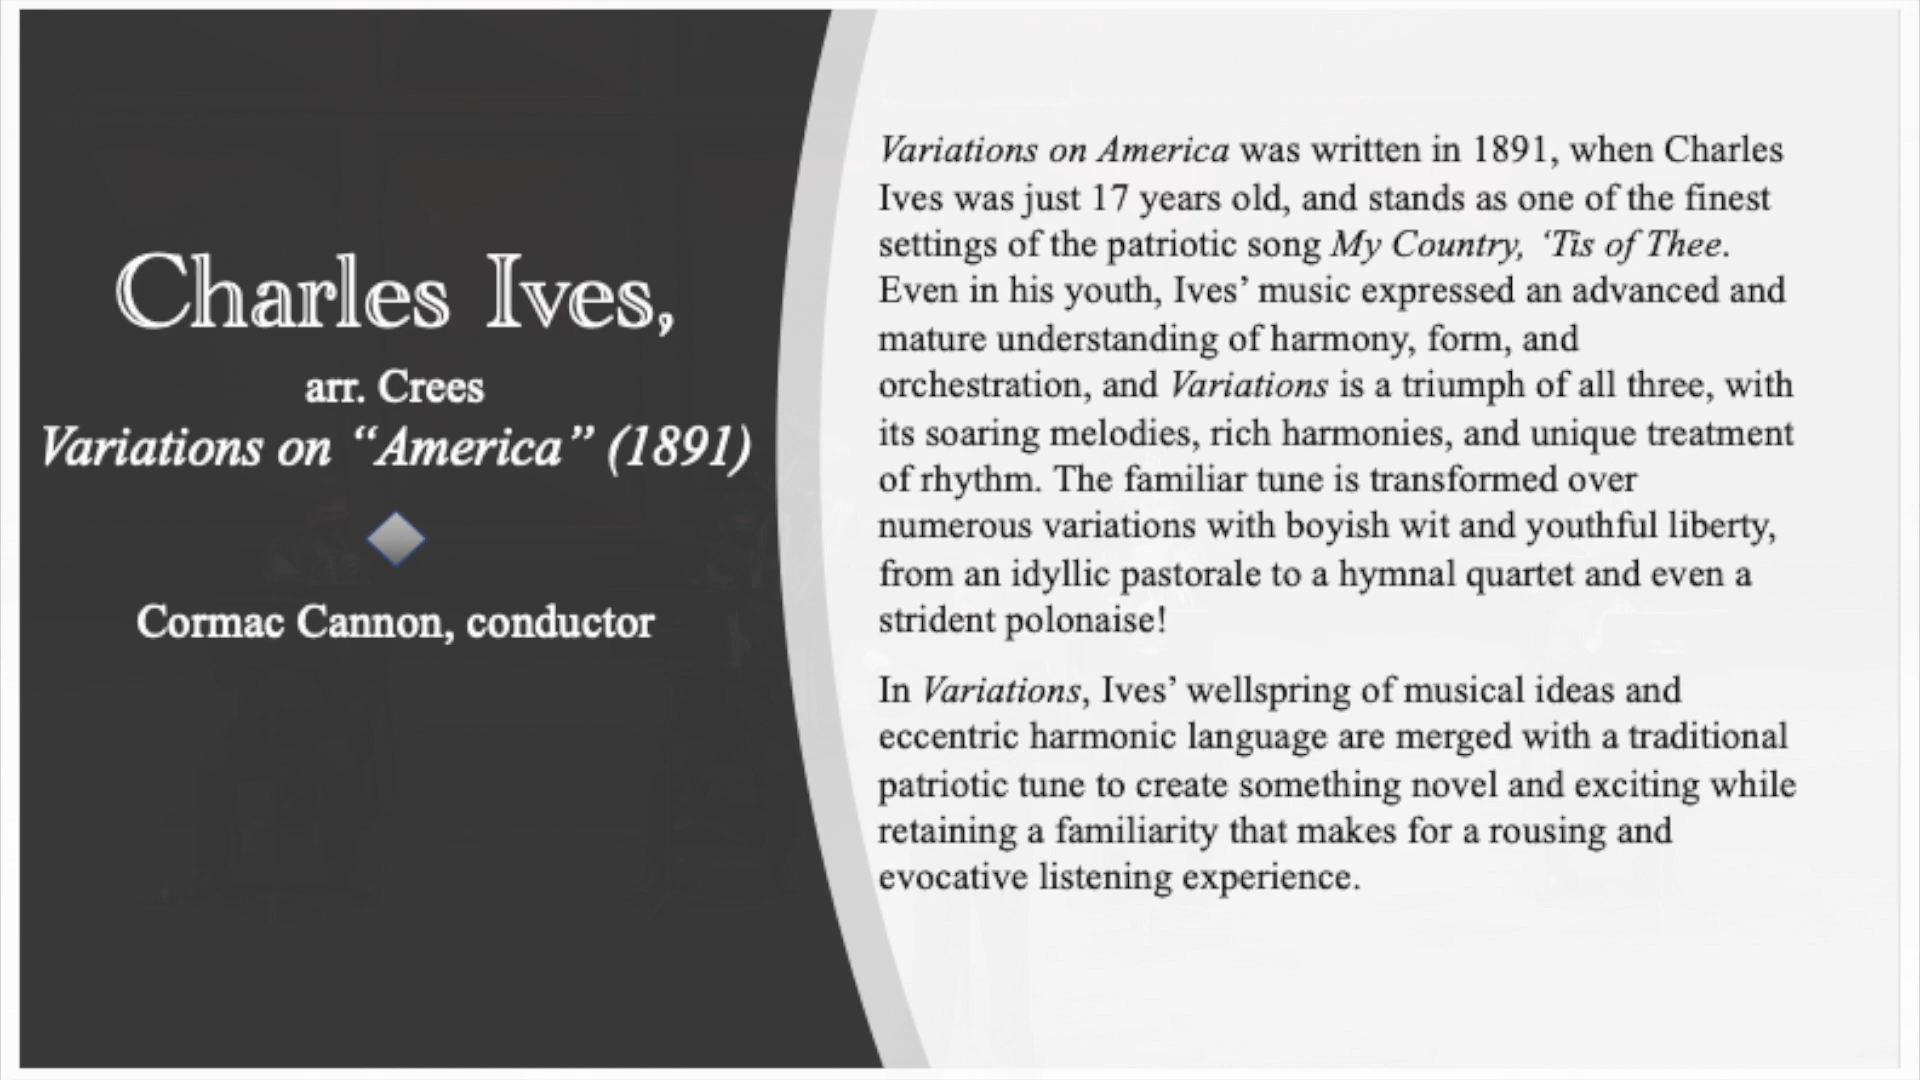 Charles Ives,
arr. Crees
Variations on “America” (1891)
Cormac Cannon, conductor
Variations on America was written in 1891, when Charles
Ives was just 17 years old, and stands as one of the finest
settings of the patriotic song My Country, ‘Tis of Thee.
Even in his youth, Ives’ music expressed an advanced and
mature understanding of harmony, form, and
orchestration, and Variations is a triumph of all three, with
its soaring melodies, rich harmonies, and unique treatment
of rhythm. The familiar tune is transformed over
numerous variations with boyish wit and youthful liberty,
from an idyllic pastorale to a hymnal quartet and even a
strident polonaise!
In Variations, Ives’ wellspring of musical ideas and
eccentric harmonic language are merged with a traditional
patriotic tune to create something novel and exciting while
retaining a familiarity that makes for a rousing and
evocative listening experience.